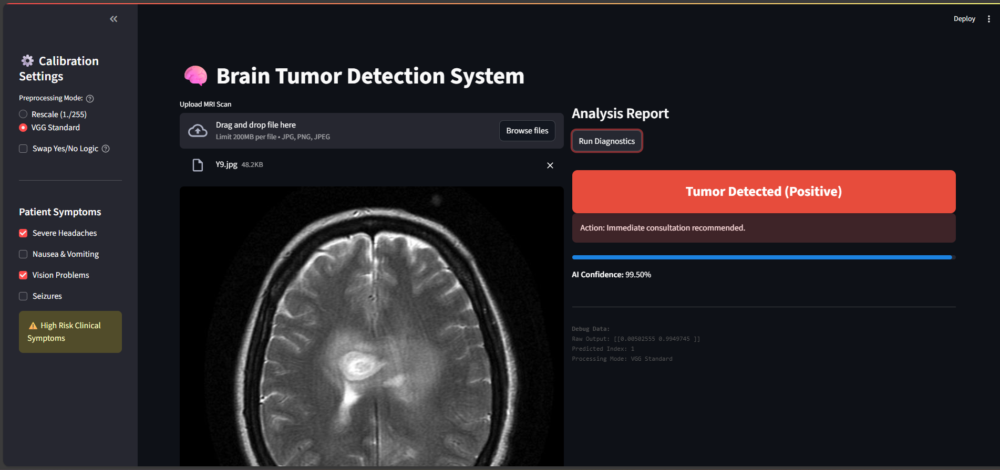 Deploy
Calibration
Settings
Preprocessing Mode:
Rescale (1./255)
VGG Standard
Swap Yes/No Logic
Patient Symptoms
Severe Headaches
Nausea & Vomiting
Vision Problems
Seizures
High Risk Clinical
Symptoms
Brain Tumor Detection System
Upload MRI Scan
Drag and drop file here
Limit 200MB per file • JPG, PNG, JPEG
Browse files
Y9.jpg 48.2KB
Analysis Report
Run Diagnostics
Tumor Detected (Positive)
Action: Immediate consultation recommended.
AI Confidence: 99.50%
Debug Data:
Raw Output: [[0.00502555 0.9949745 ]]
Predicted Index: 1
Processing Mode: VGG Standard